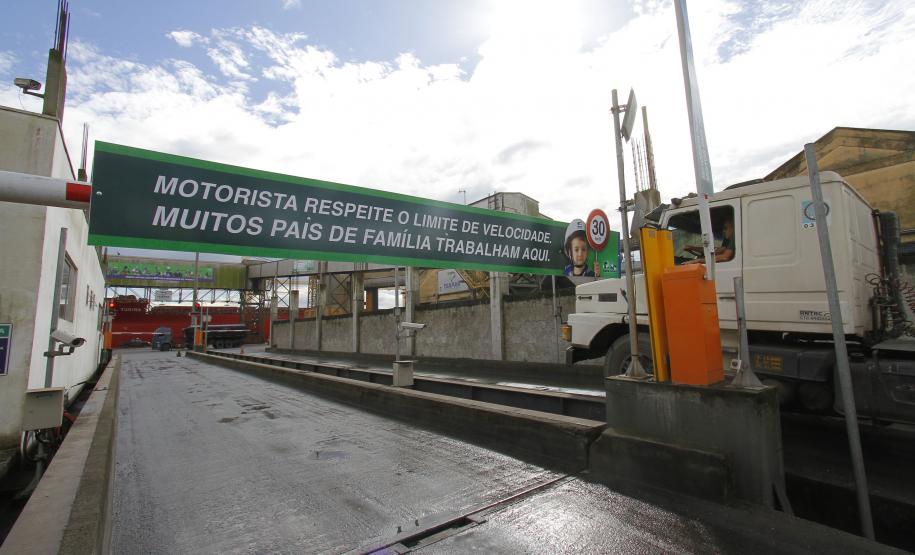 MOTORISTA RESPEITE O LIMITE DE VELOCIDADE.
MUITOS PAIS DE FAMÍLIA TRABALHAM AQUI.
30